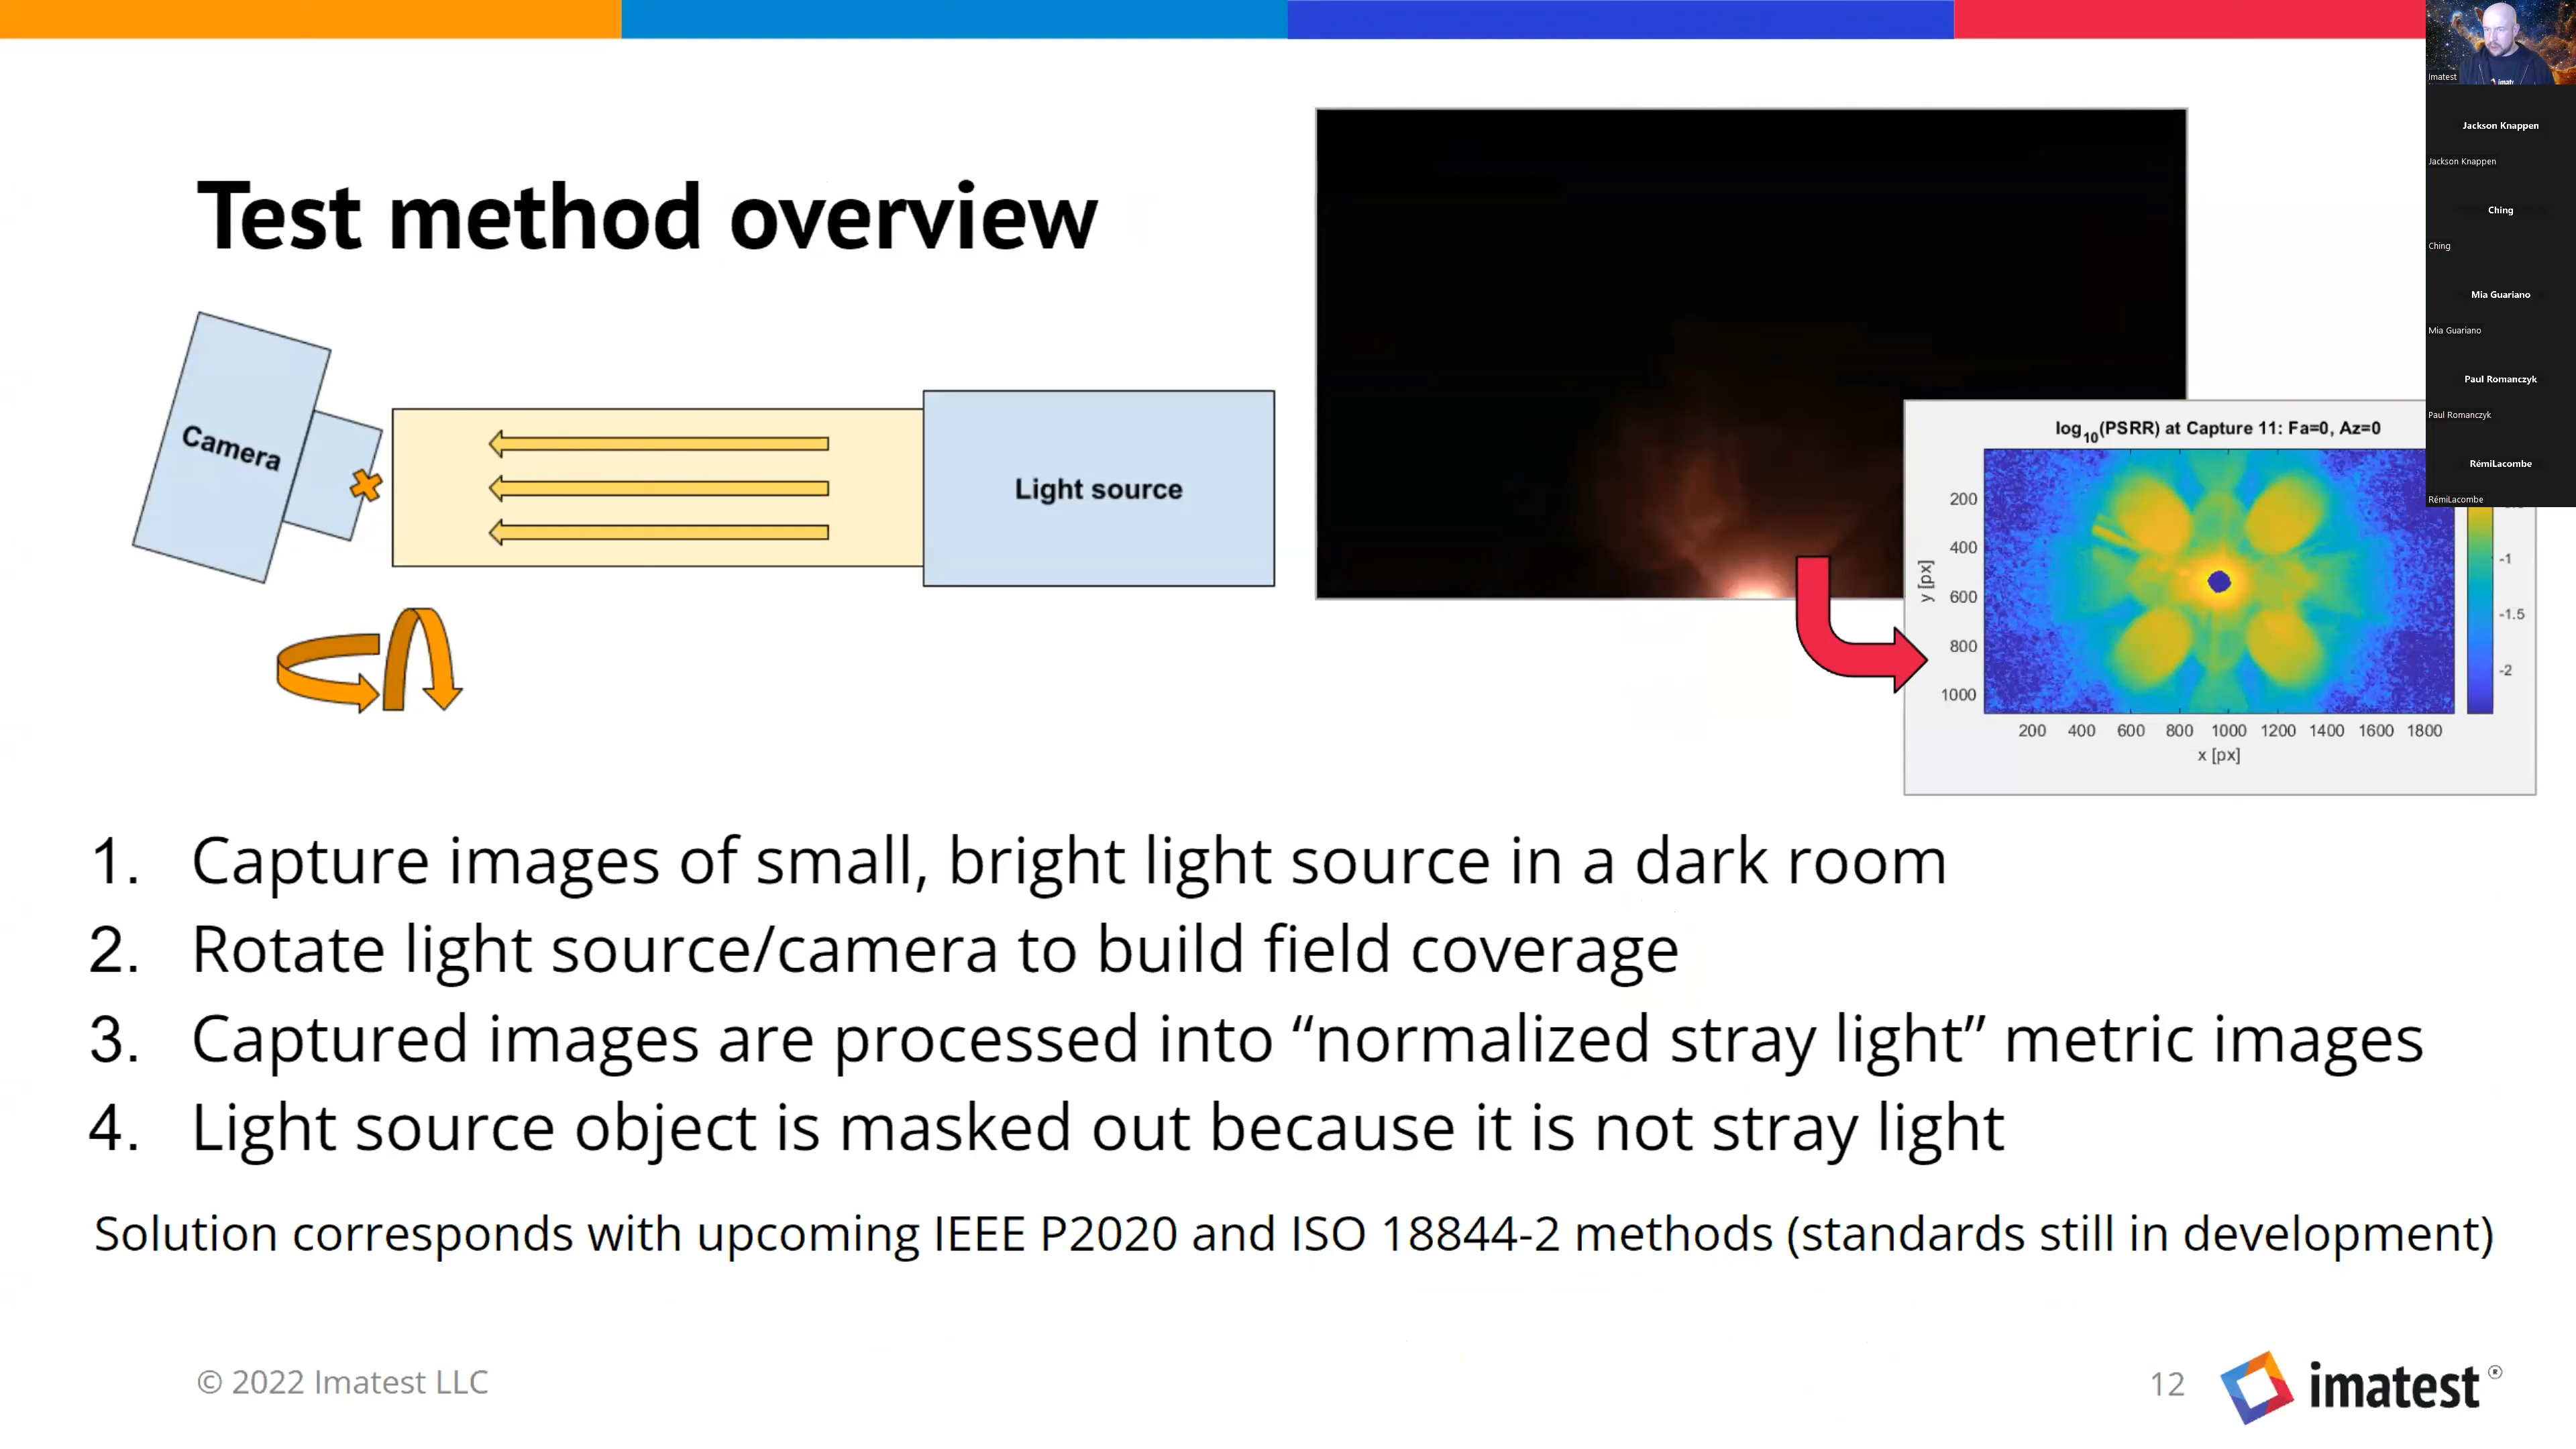 Test method overview
Camera
Light source
log10(PSRR) at Capture 11: Fa=0, Az=0
200
400
600
800
1000
y [px]
200 400 600 800 1000 1200 1400 1600 1800
x [px]
-1
-1.5
-2
1. Capture images of small, bright light source in a dark room
2. Rotate light source/camera to build field coverage
3. Captured images are processed into “normalized stray light” metric images
4. Light source object is masked out because it is not stray light
Solution corresponds with upcoming IEEE P2020 and ISO 18844-2 methods (standards still in development)
© 2022 Imatest LLC
12
imatest®
Imatest
Jackson Knappen
Jackson Knappen
Ching
Ching
Mia Guariano
Mia Guariano
Paul Romanczyk
Paul Romanczyk
RémiLacombe
RémiLacombe